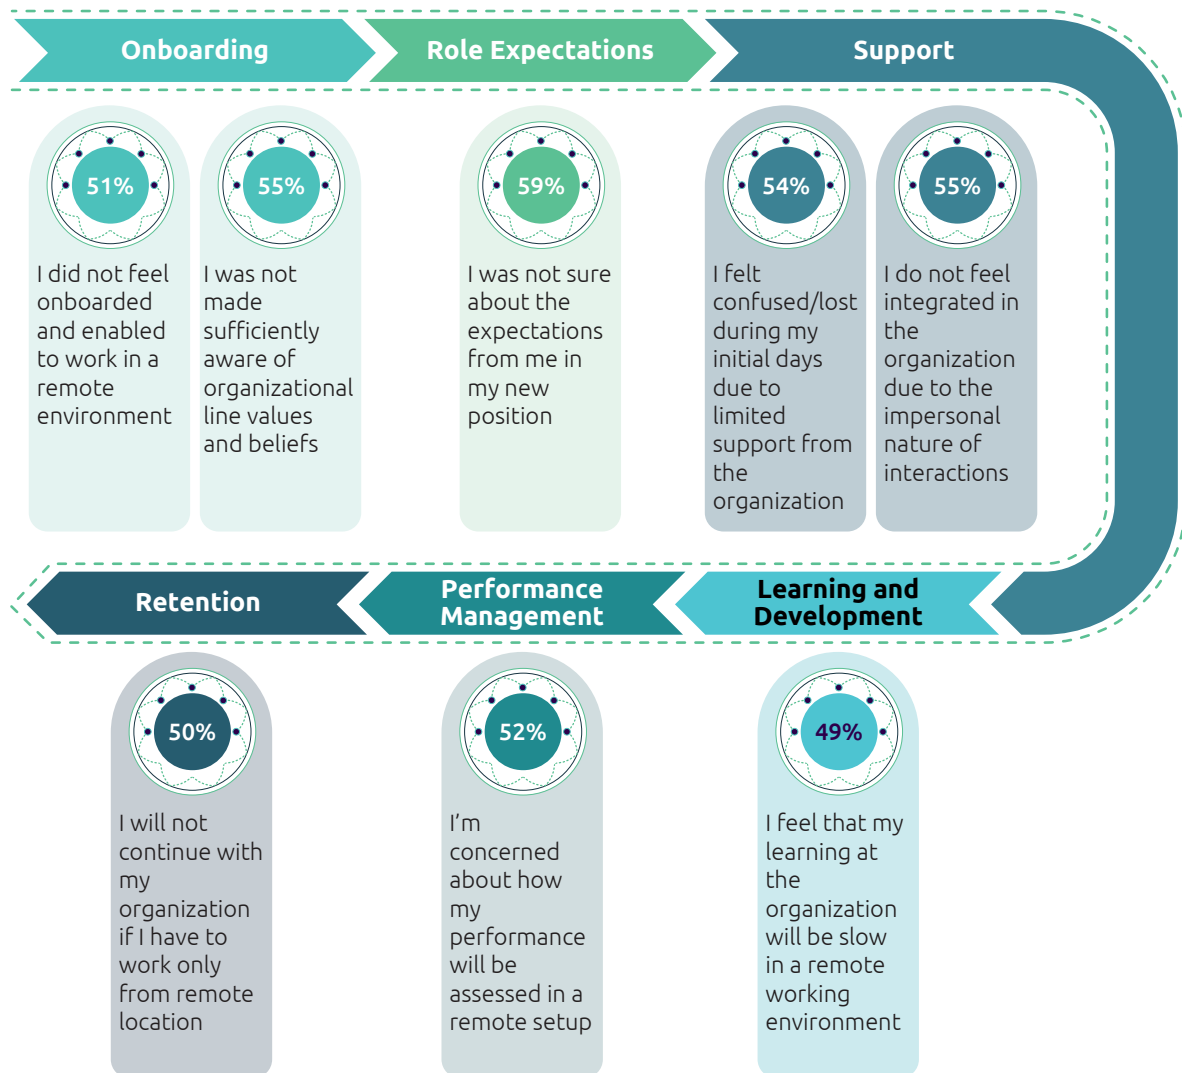 Onboarding
Role Expectations
Support
51%
I did not feel
onboarded
and enabled
to work in a
remote
environment
55%
I was not
made
sufficiently
aware of
organizational
line values
and beliefs
59%
I was not sure
about the
expectations
from me in
my new
position
54%
I felt
confused/lost
during my
initial days
due to
limited
support from
the
organization
55%
I do not feel
integrated in
the
organization
due to the
impersonal
nature of
interactions
Retention
Performance
Management
Learning and
Development
50%
I will not
continue with
my
organization
if I have to
work only
from remote
location
52%
I’m
concerned
about how
my
performance
will be
assessed in a
remote setup
49%
I feel that my
learning at
the
organization
will be slow
in a remote
working
environment